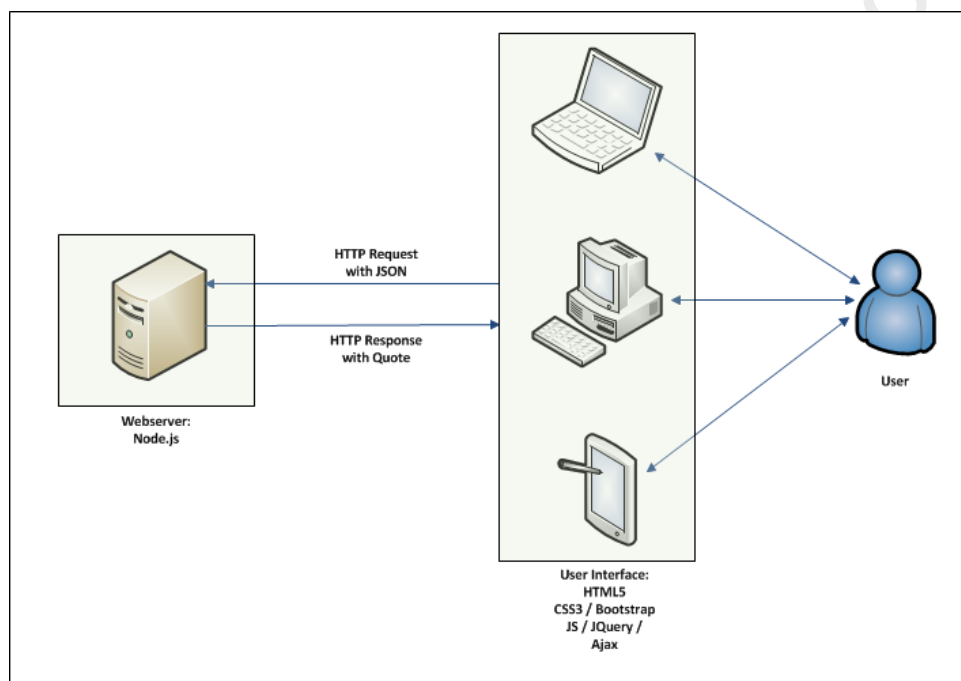 HTTP Request
with JSON
HTTP Response
with Quote
Webserver:
Node.js
User
User Interface:
HTML5
CSS3 / Bootstrap
JS / JQuery /
Ajax